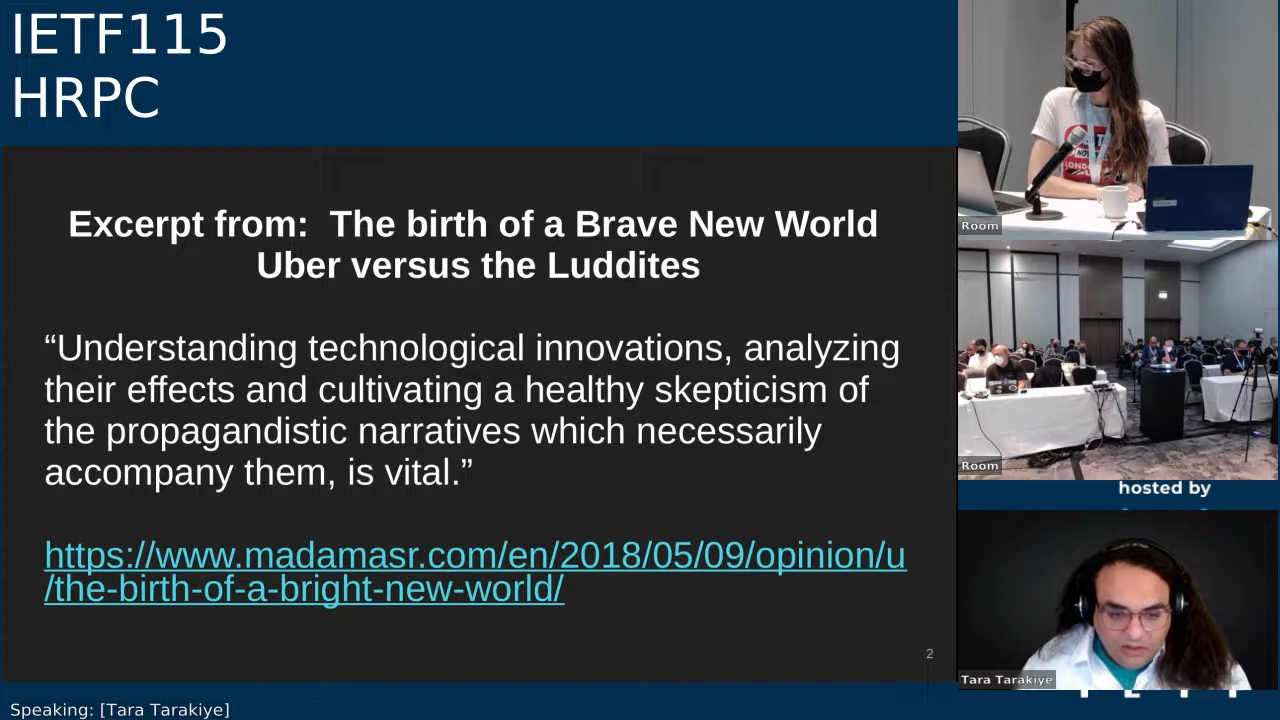 IETF115
HRPC
Excerpt from:  The birth of a Brave New World
Uber versus the Luddites
“Understanding technological innovations, analyzing
their effects and cultivating a healthy skepticism of
the propagandistic narratives which necessarily
accompany them, is vital.”
https://www.madamasr.com/en/2018/05/09/opinion/u
/the-birth-of-a-bright-new-world/
2
Room
Room
hosted by
Tara Tarakiye
Speaking: [Tara Tarakiye]